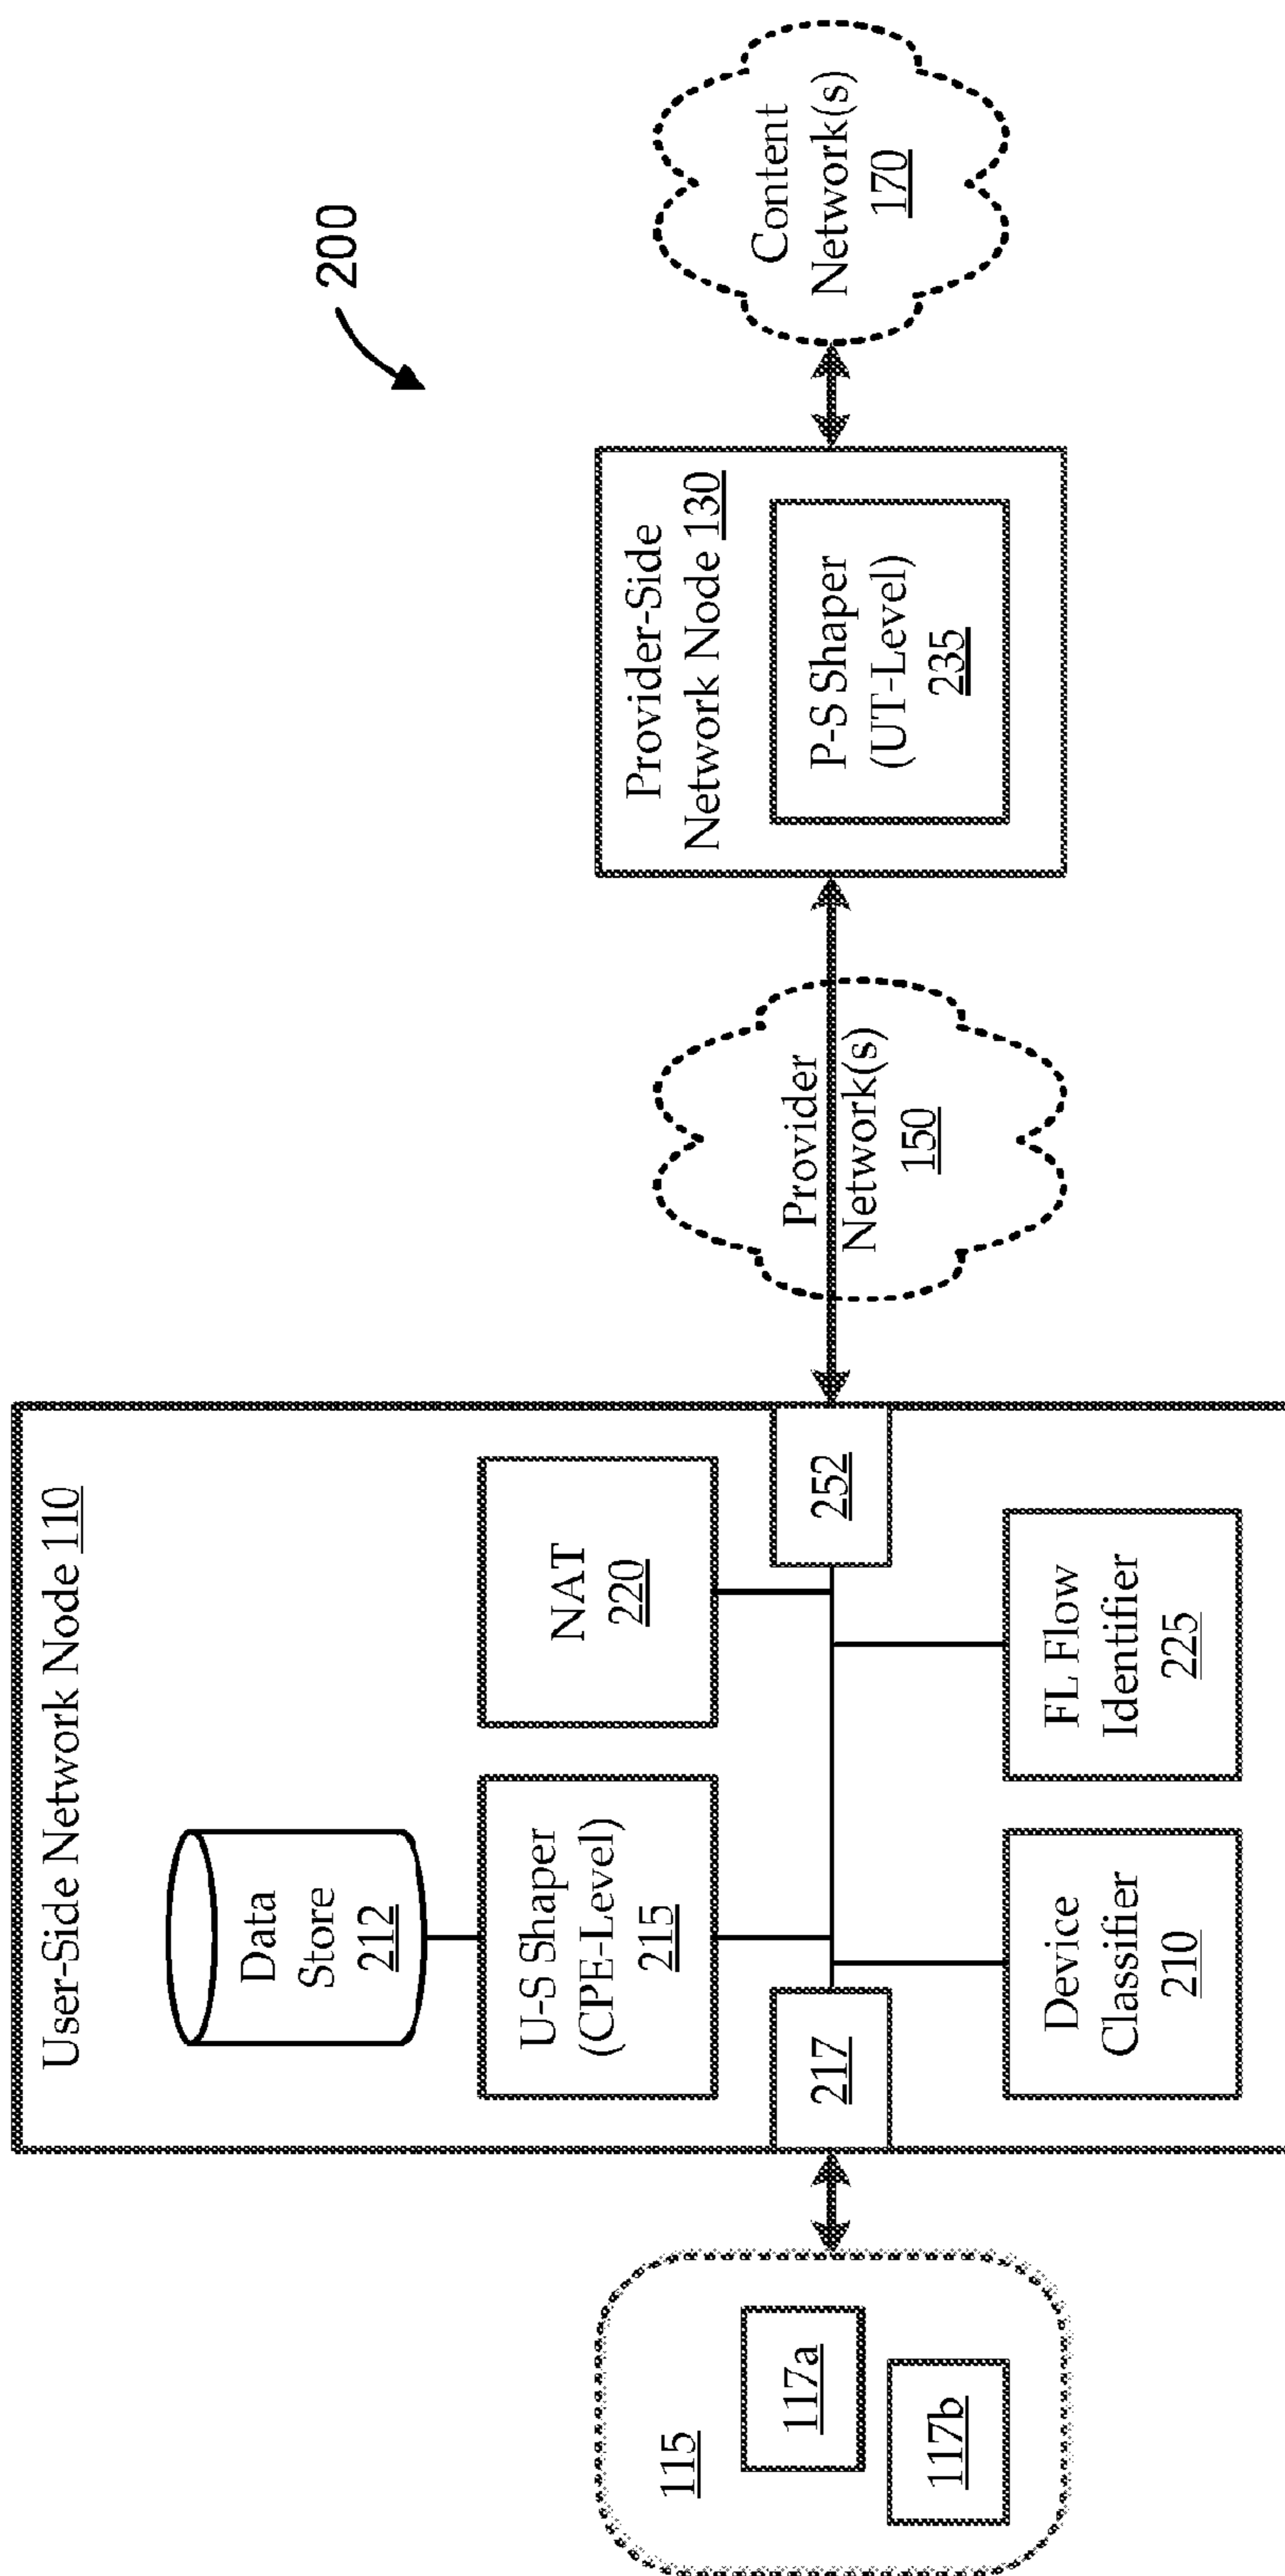 200
User-Side Network Node 110
Data
Store
212
U-S Shaper
(CPE-Level)
215
NAT
220
217
252
Device
Classifier
210
FL Flow
Identifier
225
115
117a
117b
Provider
Network(s)
150
Provider-Side
Network Node 130
P-S Shaper
(UT-Level)
235
Content
Network(s)
170